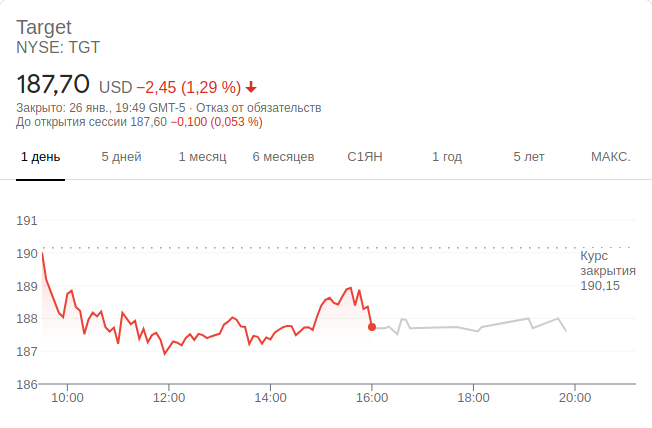 Target
NYSE: TGT
187,70 USD −2,45 (1,29 %)
Закрыто: 26 янв., 19:49 GMT-5 · Отказ от обязательств
До открытия сессии 187,60 −0,100 (0,053 %)
1 день 5 дней 1 месяц 6 месяцев С1ЯН 1 год 5 лет МАКС.
191
190
Курс
закрытия
190,15
189
188
187
186
10:00 12:00 14:00 16:00 18:00 20:00